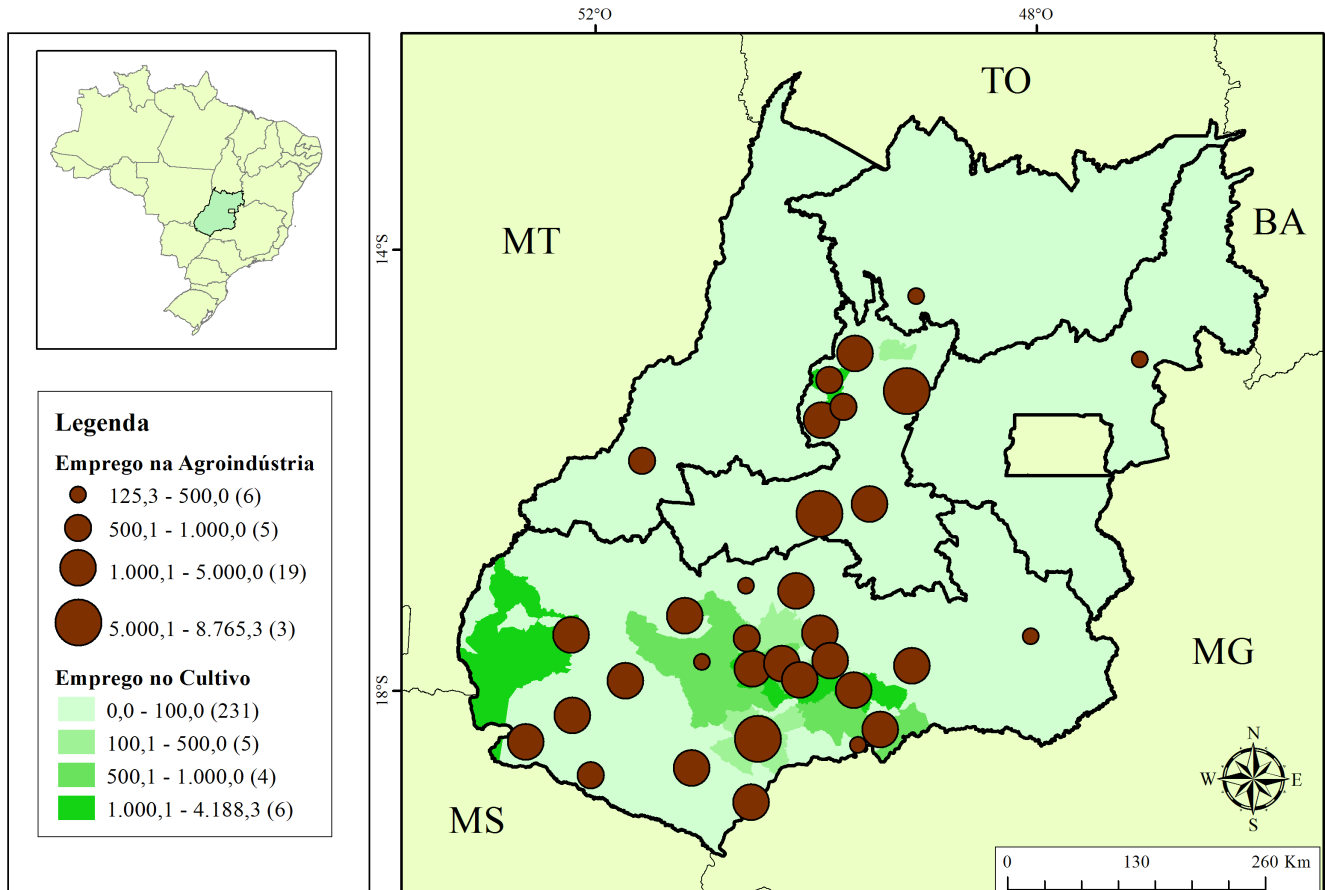 52°O
48°O
TO
BA
MT
14°S
Legenda
Emprego na Agroindústria
125,3 - 500,0 (6)
500,1 - 1.000,0 (5)
1.000,1 - 5.000,0 (19)
5.000,1 - 8.765,3 (3)
Emprego no Cultivo
0,0 - 100,0 (231)
100,1 - 500,0 (5)
500,1 - 1.000,0 (4)
1.000,1 - 4.188,3 (6)
18°S
MG
MS
N
W
E
S
0 130 260 Km